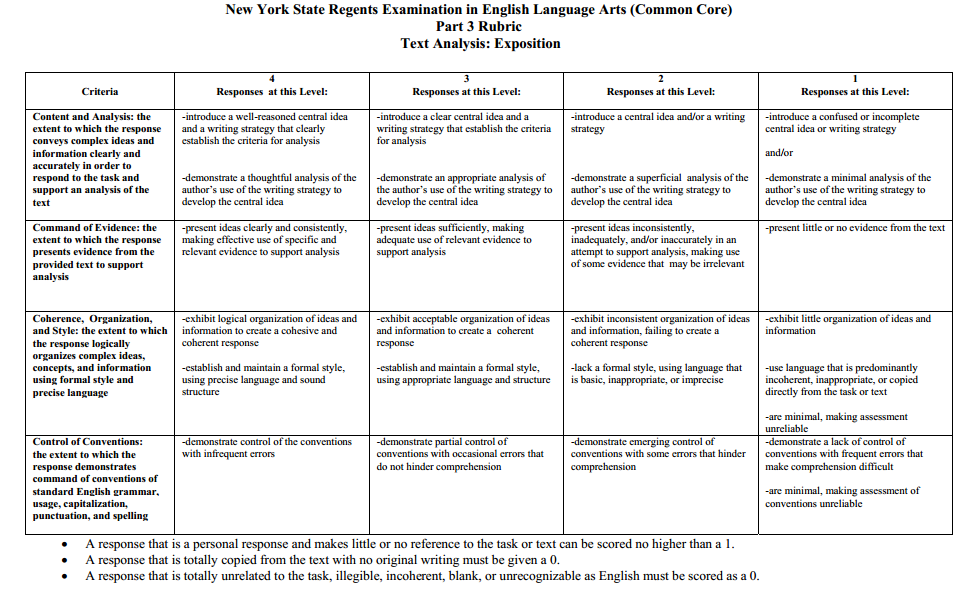 New York State Regents Examination in English Language Arts (Common Core)
Part 3 Rubric
Text Analysis: Exposition
Criteria
4
Responses at this Level:
3
Responses at this Level:
2
Responses at this Level:
1
Responses at this Level:
Content and Analysis: the
extent to which the response
conveys complex ideas and
information clearly and
accurately in order to
respond to the task and
support an analysis of the
text
-introduce a well-reasoned central idea
and a writing strategy that clearly
establish the criteria for analysis
-demonstrate a thoughtful analysis of the
author's use of the writing strategy to
develop the central idea
-introduce a clear central idea and a
writing strategy that establish the criteria
for analysis
-demonstrate an appropriate analysis of
the author's use of the writing strategy to
develop the central idea
-introduce a central idea and/or a writing
strategy
-demonstrate a superficial analysis of the
author's use of the writing strategy to
develop the central idea
-introduce a confused or incomplete
central idea or writing strategy
and/or
-demonstrate a minimal analysis of the
author's use of the writing strategy to
develop the central idea
Command of Evidence: the
extent to which the response
presents evidence from the
provided text to support
analysis
-present ideas clearly and consistently,
making effective use of specific and
relevant evidence to support analysis
-present ideas sufficiently, making
adequate use of relevant evidence to
support analysis
-present ideas inconsistently,
inadequately, and/or inaccurately in an
attempt to support analysis, making use
of some evidence that may be irrelevant
-present little or no evidence from the text
Coherence, Organization,
and Style: the extent to which
the response logically
organizes complex ideas,
concepts, and information
using formal style and
precise language
-exhibit logical organization of ideas and
information to create a cohesive and
coherent response
-establish and maintain a formal style,
using precise language and sound
structure
-exhibit acceptable organization of ideas
and information to create a coherent
response
-establish and maintain a formal style,
using appropriate language and structure
-exhibit inconsistent organization of ideas
and information, failing to create a
coherent response
-lack a formal style, using language that
is basic, inappropriate, or imprecise
-exhibit little organization of ideas and
information
-use language that is predominantly
incoherent, inappropriate, or copied
directly from the task or text
-are minimal, making assessment
unreliable
Control of Conventions:
the extent to which the
response demonstrates
command of conventions of
standard English grammar,
usage, capitalization,
punctuation, and spelling
-demonstrate control of the conventions
with infrequent errors
-demonstrate partial control of
conventions with occasional errors that
do not hinder comprehension
-demonstrate emerging control of
conventions with some errors that hinder
comprehension
-demonstrate a lack of control of
conventions with frequent errors that
make comprehension difficult
-are minimal, making assessment of
conventions unreliable
• A response that is a personal response and makes little or no reference to the task or text can be scored no higher than a 1.
• A response that is totally copied from the text with no original writing must be given a 0.
• A response that is totally unrelated to the task, illegible, incoherent, blank, or unrecognizable as English must be scored as a 0.